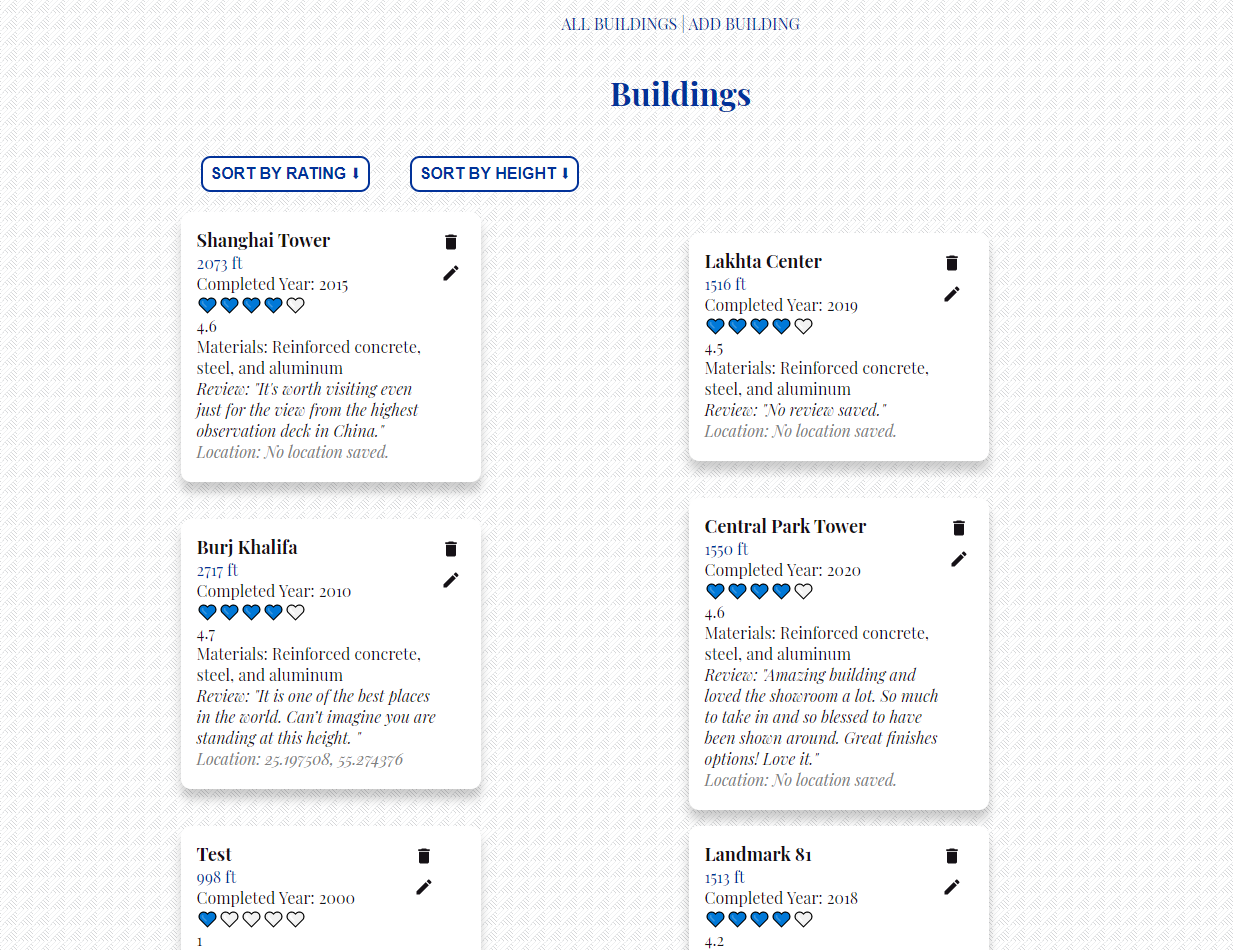 ALL BUILDINGS | ADD BUILDING
Buildings
SORT BY RATING ⬇
SORT BY HEIGHT ⬇
Shanghai Tower
2073 ft
Completed Year: 2015
4.6
Materials: Reinforced concrete,
steel, and aluminum
Review: "It's worth visiting even
just for the view from the highest
observation deck in China."
Location: No location saved.
Lakhta Center
1516 ft
Completed Year: 2019
4.5
Materials: Reinforced concrete,
steel, and aluminum
Review: "No review saved."
Location: No location saved.
Burj Khalifa
2717 ft
Completed Year: 2010
4.7
Materials: Reinforced concrete,
steel, and aluminum
Review: "It is one of the best places
in the world. Can't imagine you are
standing at this height. "
Location: 25.197508, 55.274376
Central Park Tower
1550 ft
Completed Year: 2020
4.6
Materials: Reinforced concrete,
steel, and aluminum
Review: "Amazing building and
loved the showroom a lot. So much
to take in and so blessed to have
been shown around. Great finishes
options! Love it."
Location: No location saved.
Test
998 ft
Completed Year: 2000
1
Landmark 81
1513 ft
Completed Year: 2018
4.2